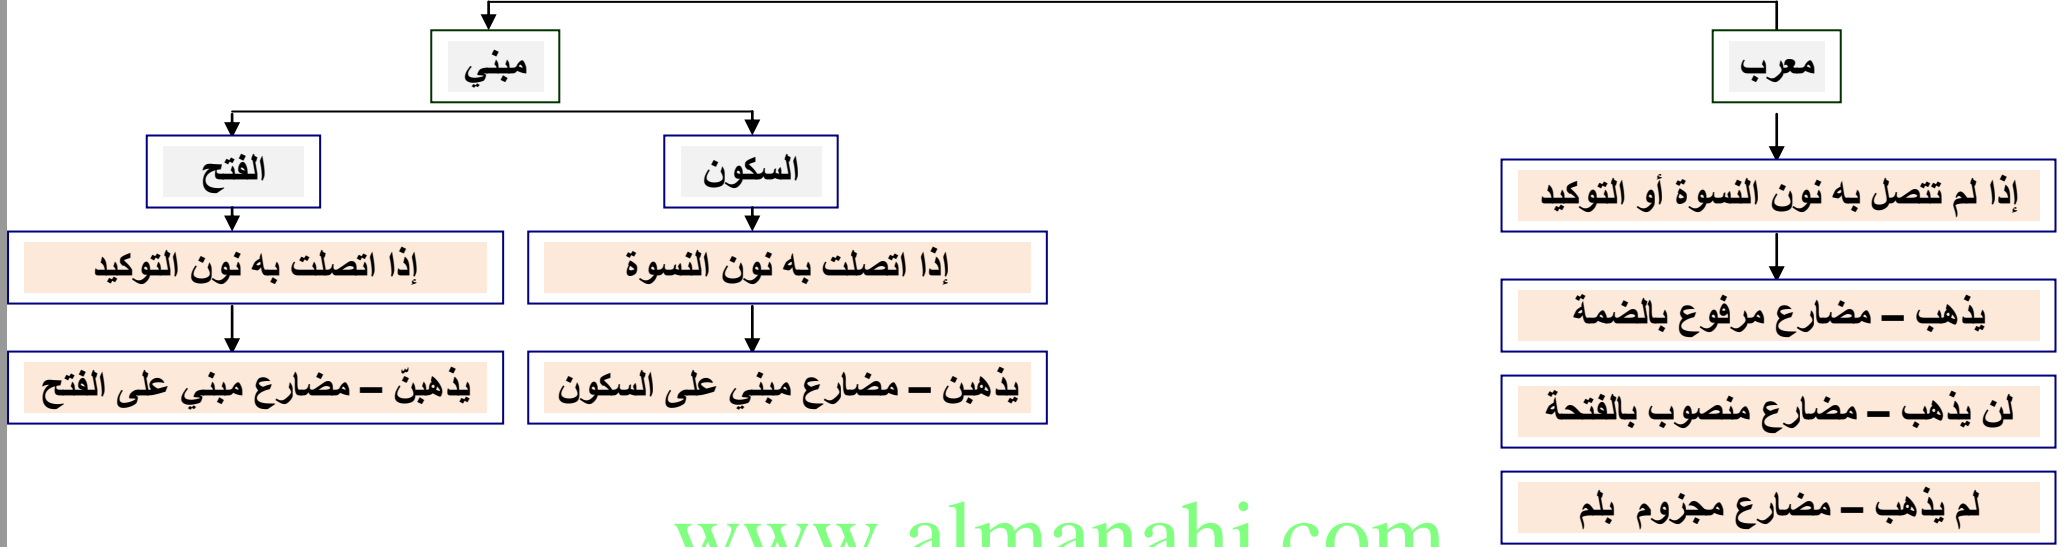 معرب
مبني
السكون
الفتح
إذا لم تتصل به نون النسوة أو التوكيد
إذا اتصلت به نون النسوة
إذا اتصلت به نون التوكيد
يذهب – مضارع مرفوع بالضمة
يذهبن – مضارع مبني على السكون
يذهبنّ – مضارع مبني على الفتح
لن يذهب – مضارع منصوب بالفتحة
لم يذهب – مضارع مجزوم بلم
www.almanahj.com